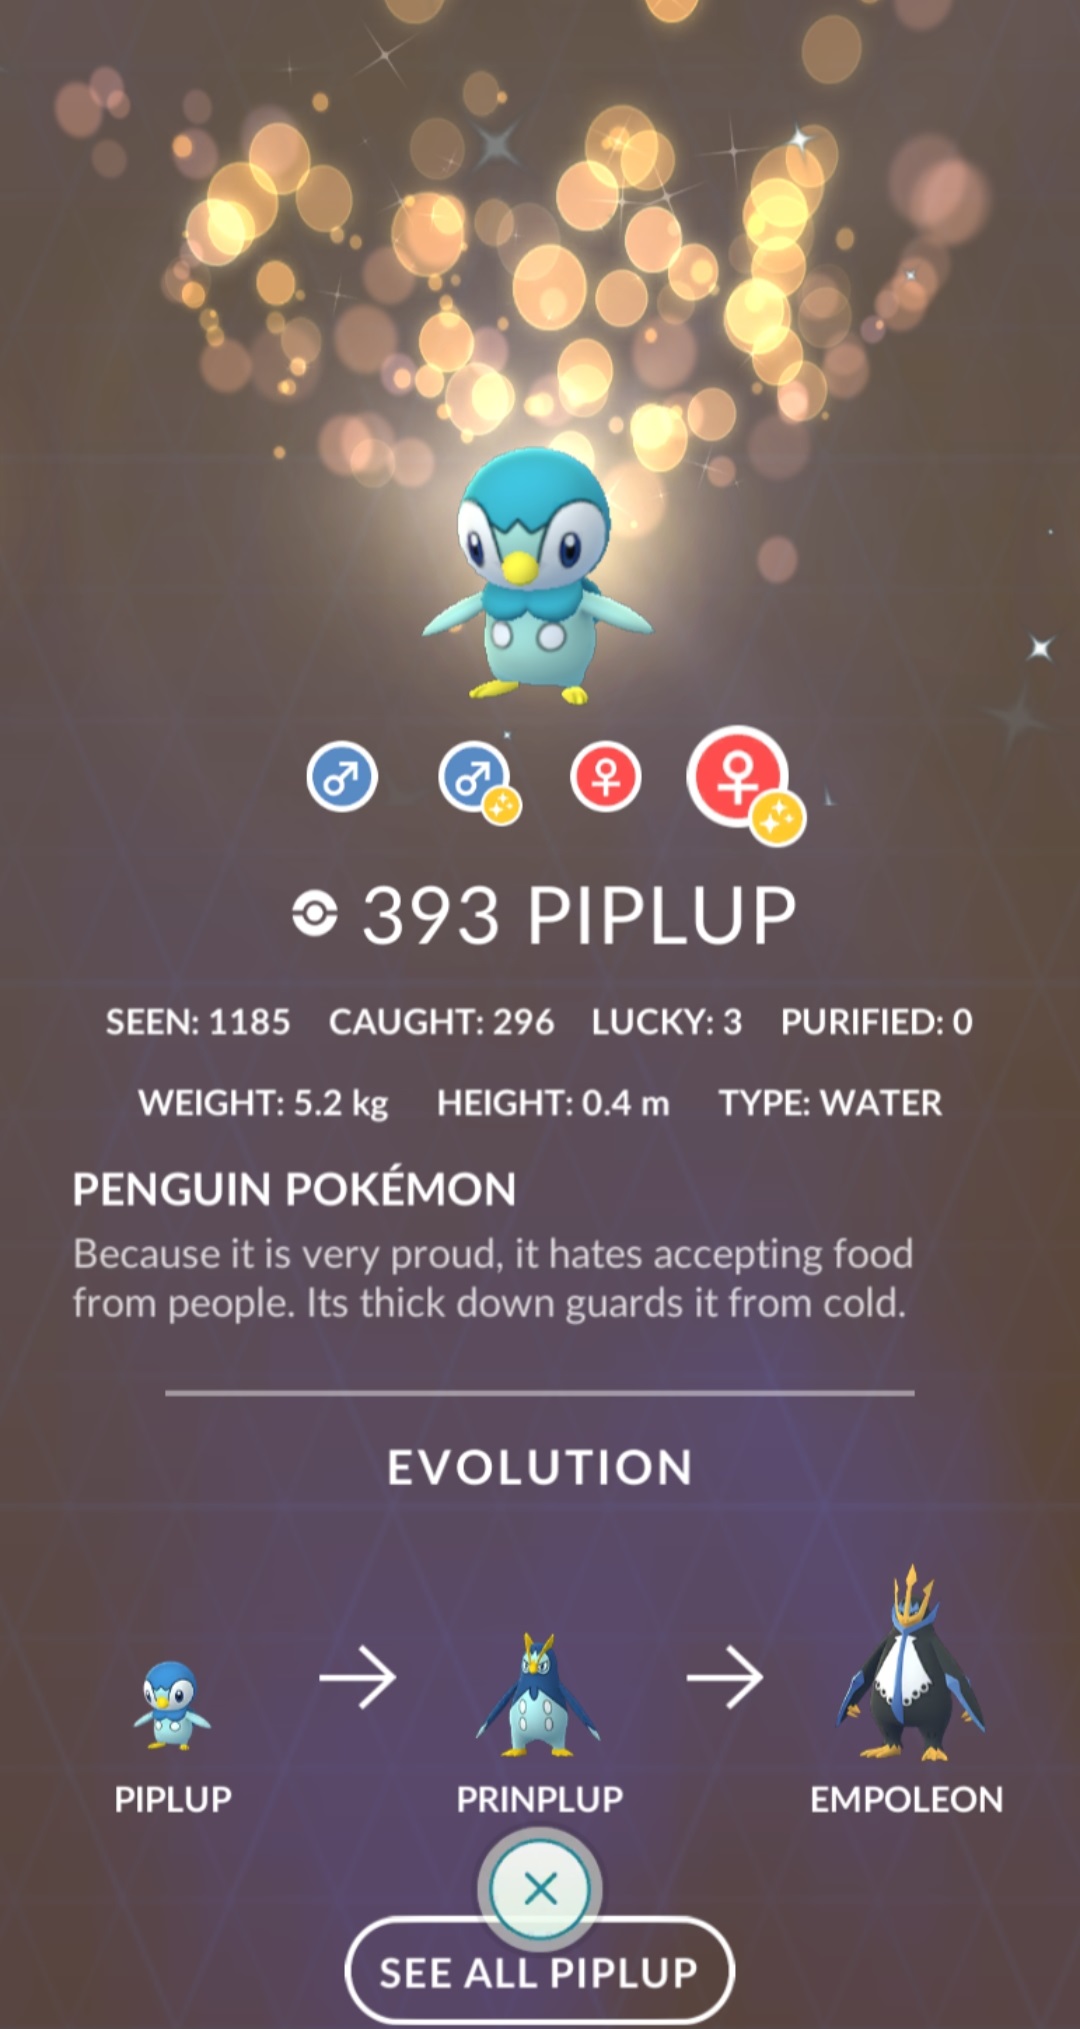 393 PIPLUP
SEEN: 1185 CAUGHT: 296 LUCKY: 3 PURIFIED: 0
WEIGHT: 5.2 kg HEIGHT: 0.4 m TYPE: WATER
PENGUIN POKÉMON
Because it is very proud, it hates accepting food
from people. Its thick down guards it from cold.
EVOLUTION
PIPLUP PRINPLUP EMPOLEON
SEE ALL PIPLUP